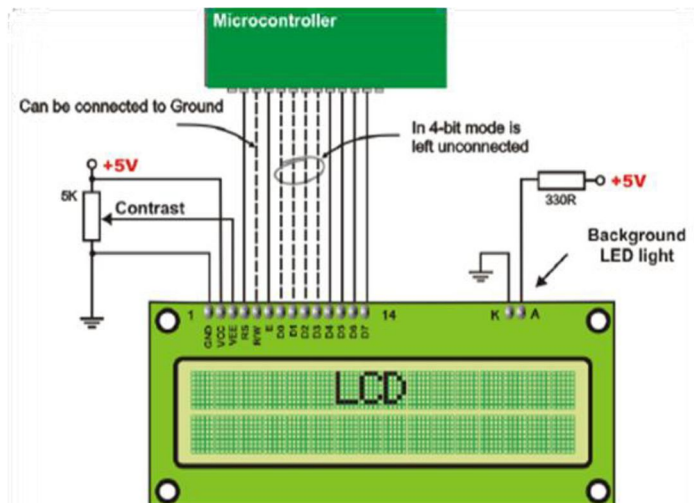 Microcontroller
Can be connected to Ground
In 4-bit mode is
left unconnected
+5V
5K
Contrast
+5V
330R
Background
LED light
1
GND
VCC
VEE
RS
R/W
E
D0
D1
D2
D3
D4
D5
D6
D7
14
K
A
LCD